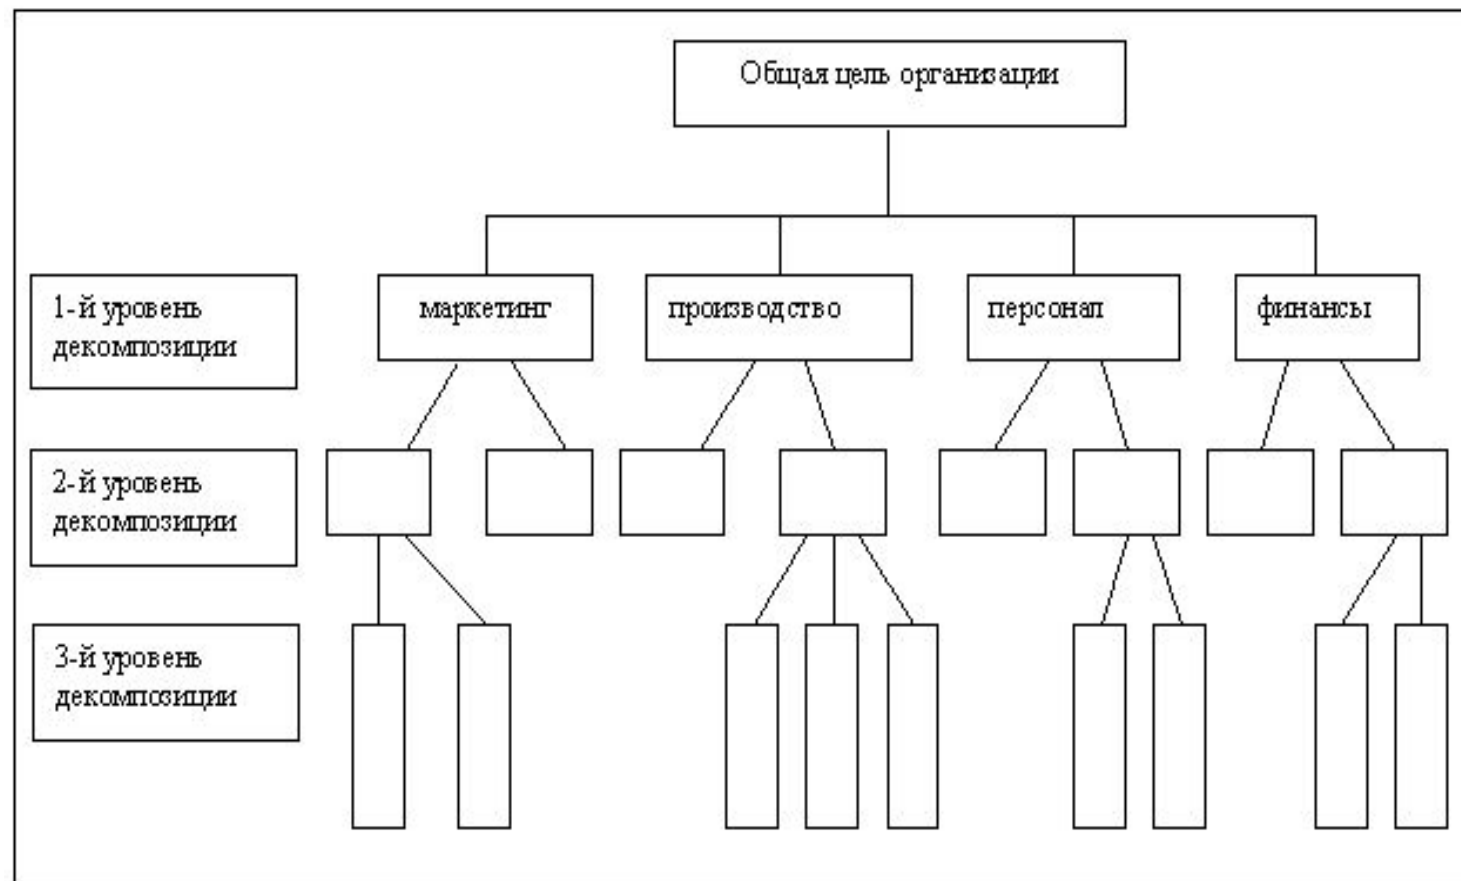 Общая цель организации
1-й уровень
декомпозиции
маркетинг
производство
персонал
финансы
2-й уровень
декомпозиции
3-й уровень
декомпозиции